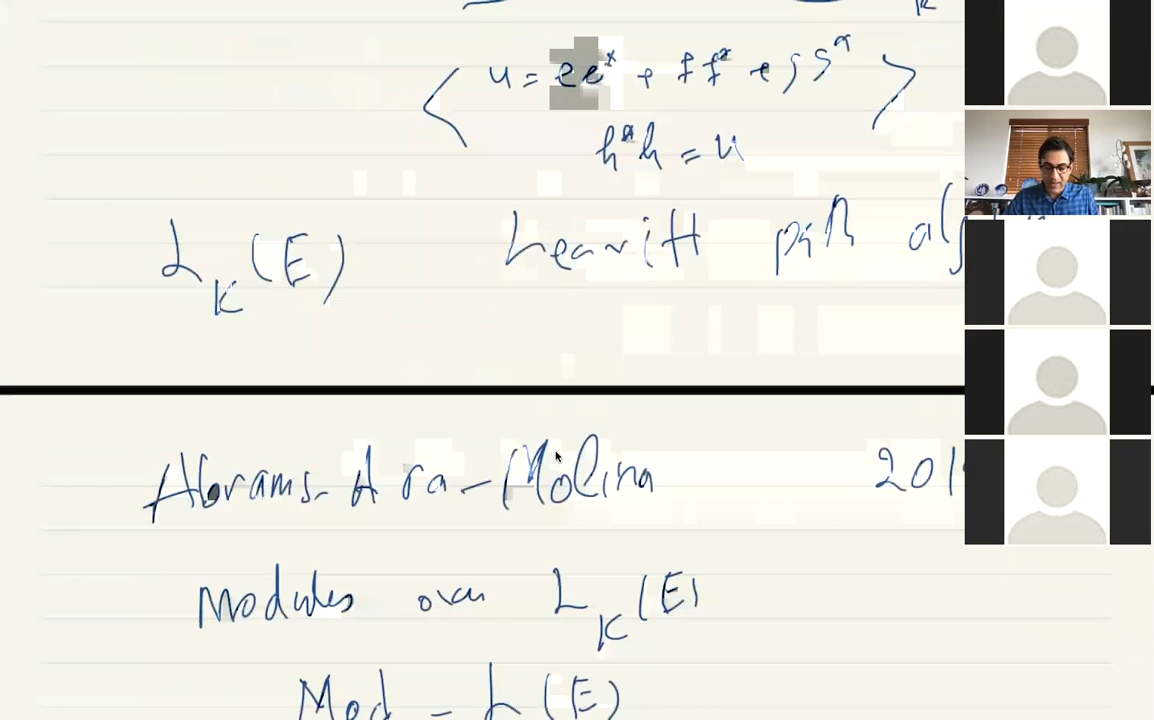 K
⟨ u = ee* + ff* + gg* ⟩
h*h = u
L_K(E) Leavitt path alg
Abrams-Ara-Molina 201
Modules over L_K(E)
Mod - L(E)